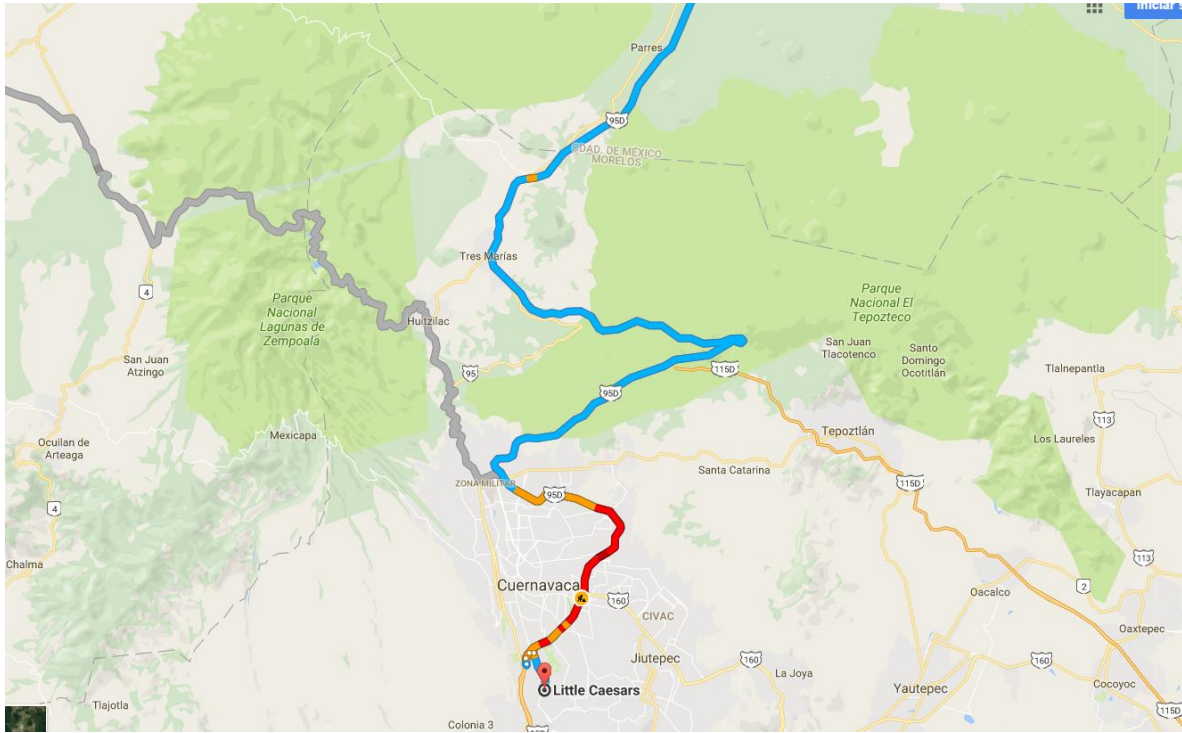 Iniciar s
Parres
95D
DAD. DE MÉXICO
MORELOS
Tres Marías
4
Parque
Nacional
Lagunas de
Zempoala
Huitzilac
Parque
Nacional El
Tepozteco
San Juan
Tlacotenco
Santo
Domingo
Ocotitlán
San Juan
Atzingo
95
115D
Tlalnepantla
95D
113
Mexicapa
Ocuilan de
Arteaga
Tepoztlán
Los Laureles
Santa Catarina
ZONA MILITAR
115D
95D
Tlayacapan
4
113
Chalma
Cuernavaca
160
2
Oacalco
CIVAC
Oaxtepec
Jiutepec
160
160
La Joya
Little Caesars
Yautepec
Cocoyoc
Tlajotla
115D
Colonia 3
95D